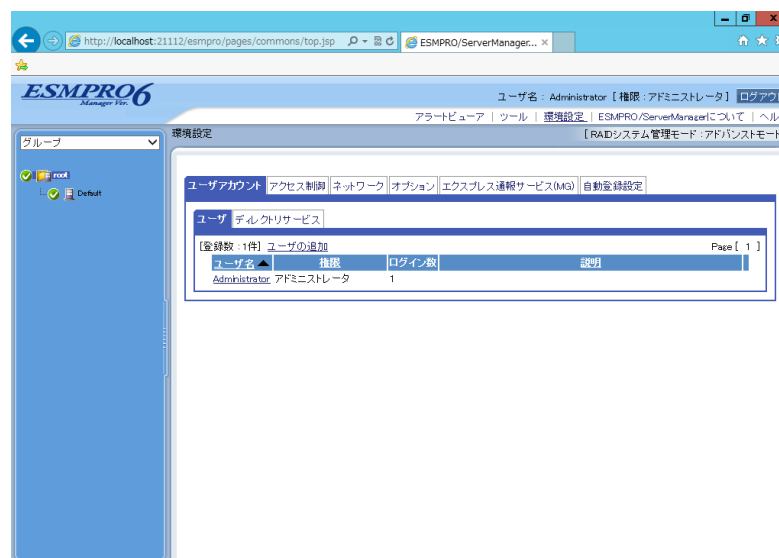 http://localhost:21112/esmpro/pages/commons/top.jsp
ESMPRO/ServerManager...
ESMPRO6
Manager Ver.
ユーザ名 : Administrator [ 権限 : アドミニストレータ ] ログアウ
アラートビューア | ツール | 環境設定 | ESMPRO/ServerManagerについて | ヘル
グループ
環境設定
[ RAIDシステム管理モード : アドバンストモート
root
Default
ユーザアカウント アクセス制御 ネットワーク オプション エクスプレス通報サービス(MG) 自動登録設定
ユーザ ディレクトリサービス
[登録数 : 1件] ユーザの追加 Page [ 1 ]
ユーザ名 権限 ログイン数 説明
Administrator アドミニストレータ 1